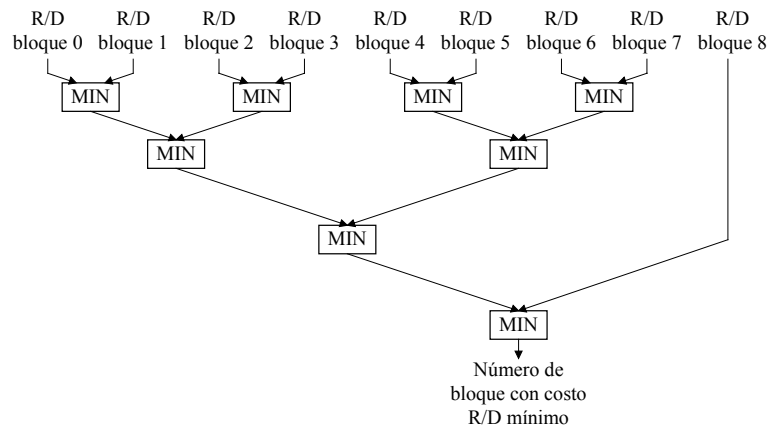 R/D R/D R/D R/D R/D R/D R/D R/D R/D
bloque 0 bloque 1 bloque 2 bloque 3 bloque 4 bloque 5 bloque 6 bloque 7 bloque 8
MIN MIN MIN MIN
MIN MIN
MIN
MIN
Número de
bloque con costo
R/D mínimo